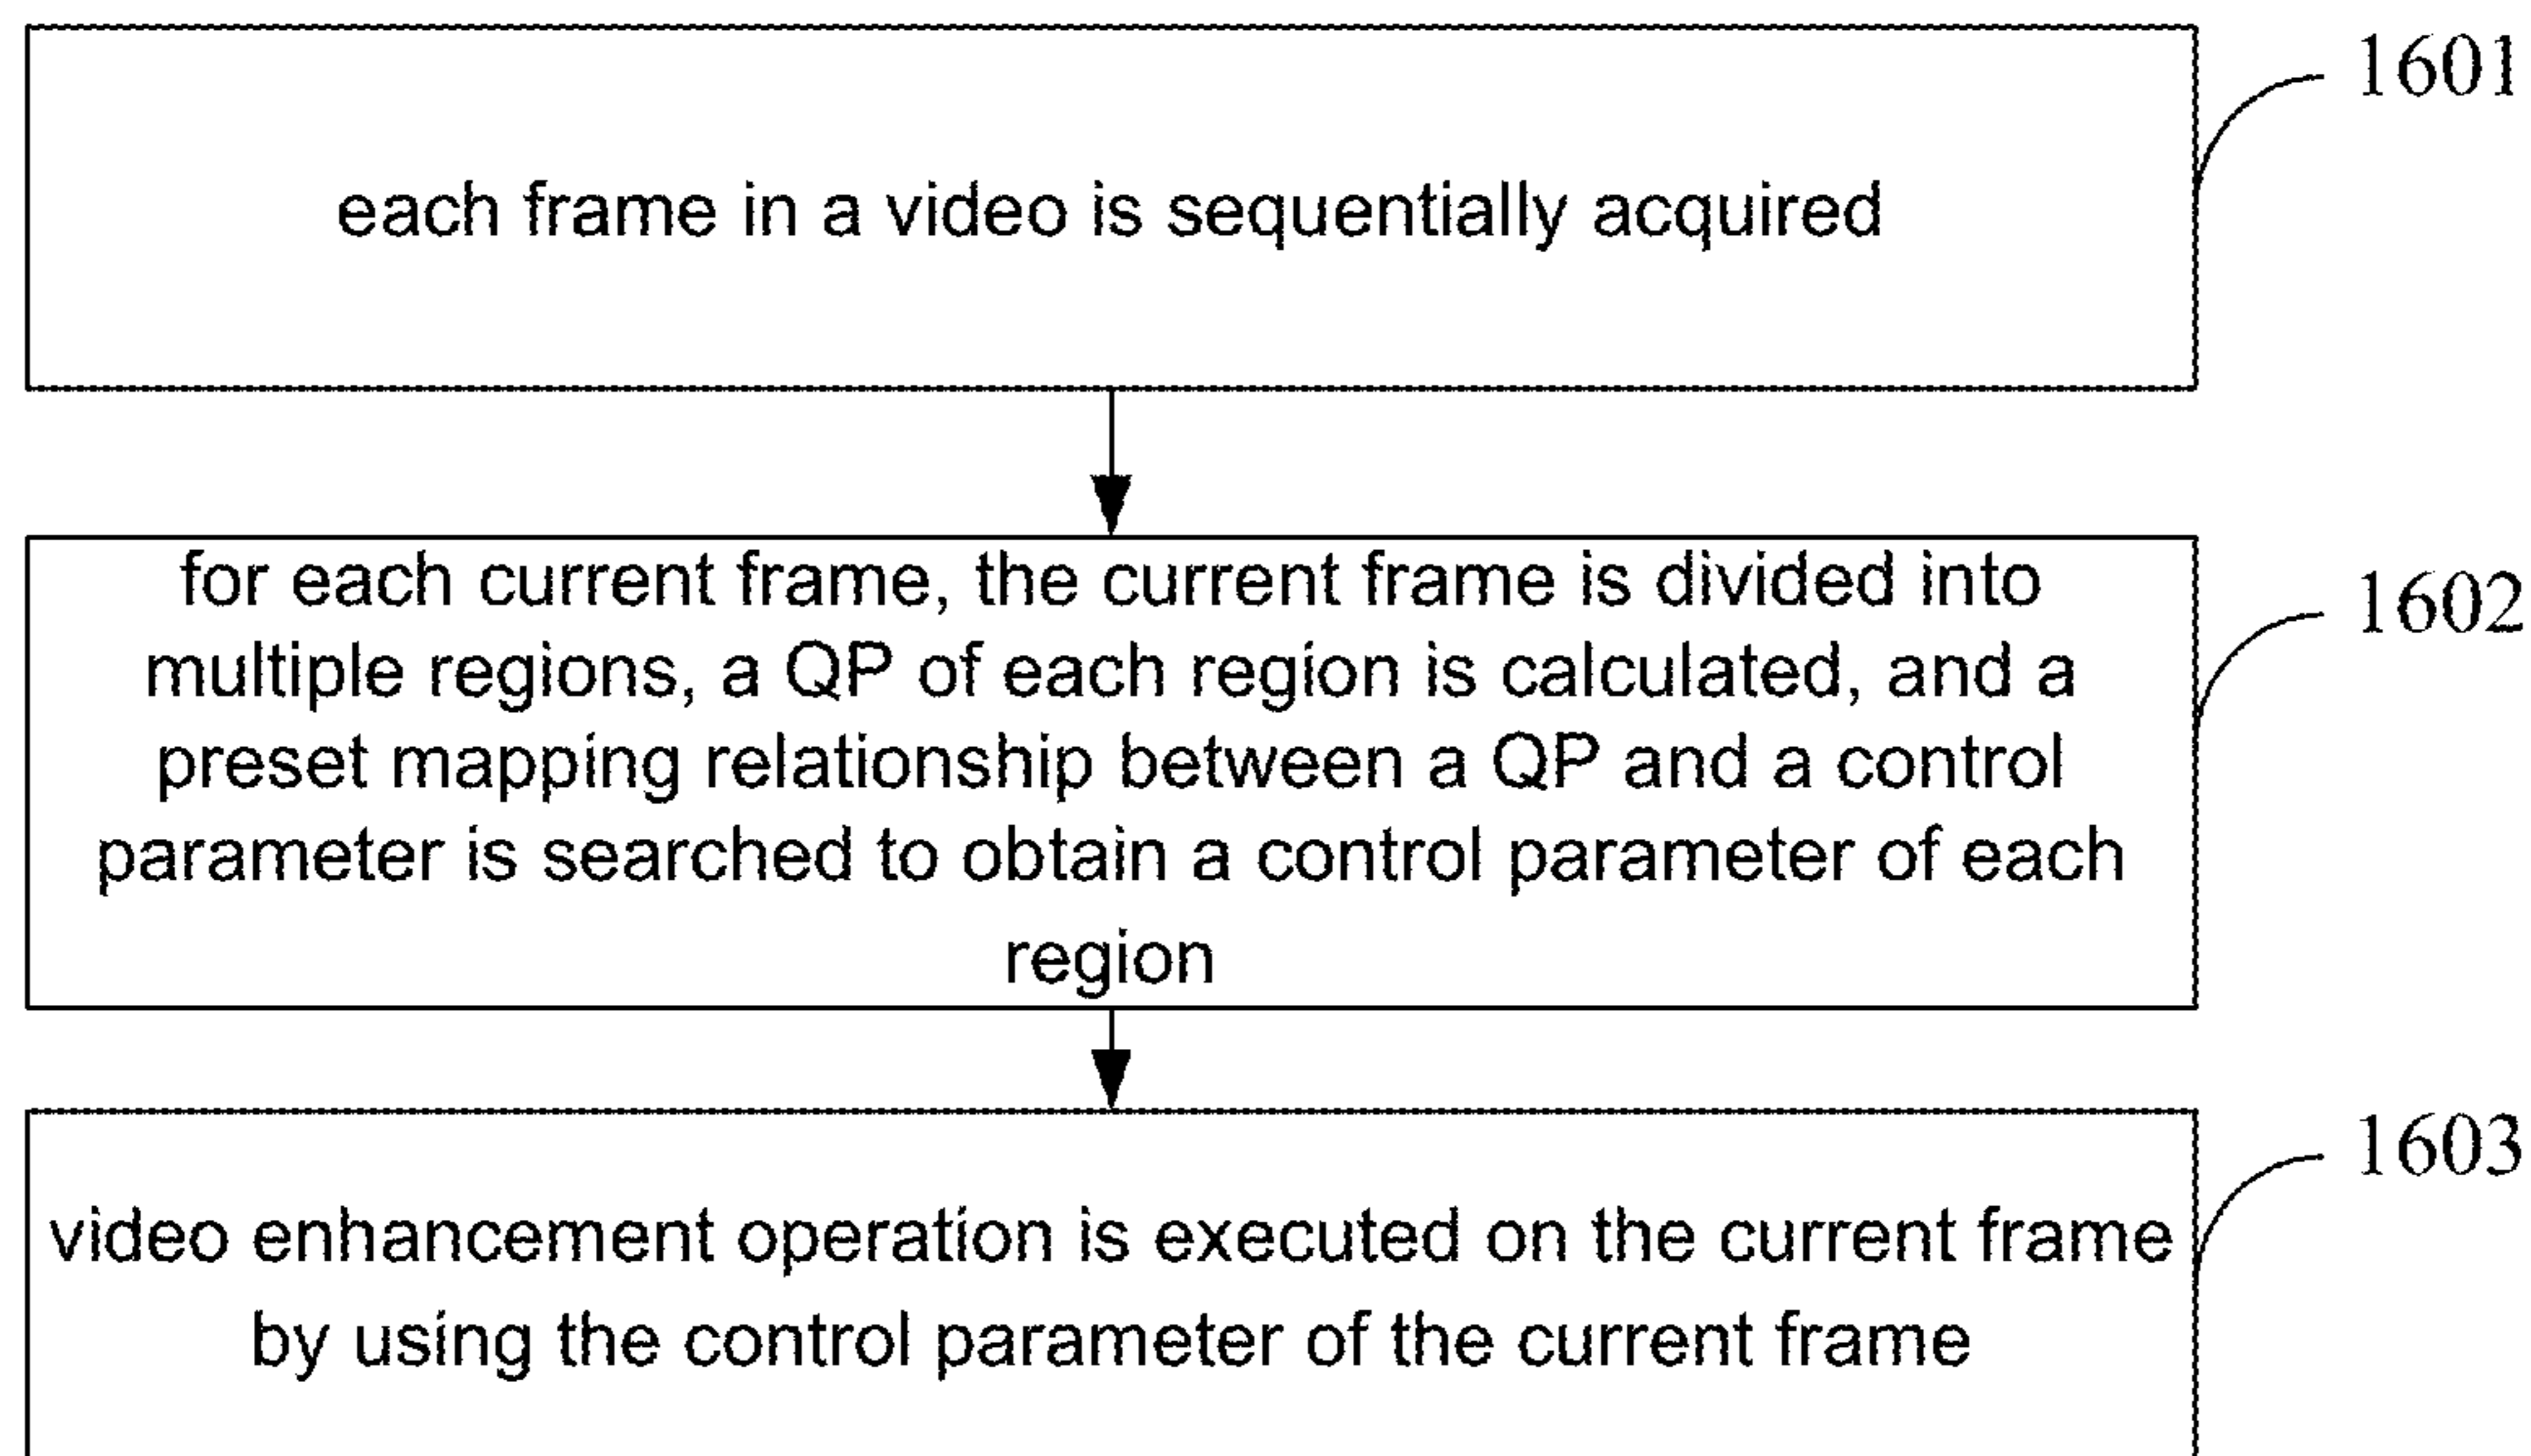 1601
each frame in a video is sequentially acquired
1602
for each current frame, the current frame is divided into
multiple regions, a QP of each region is calculated, and a
preset mapping relationship between a QP and a control
parameter is searched to obtain a control parameter of each
region
1603
video enhancement operation is executed on the current frame
by using the control parameter of the current frame